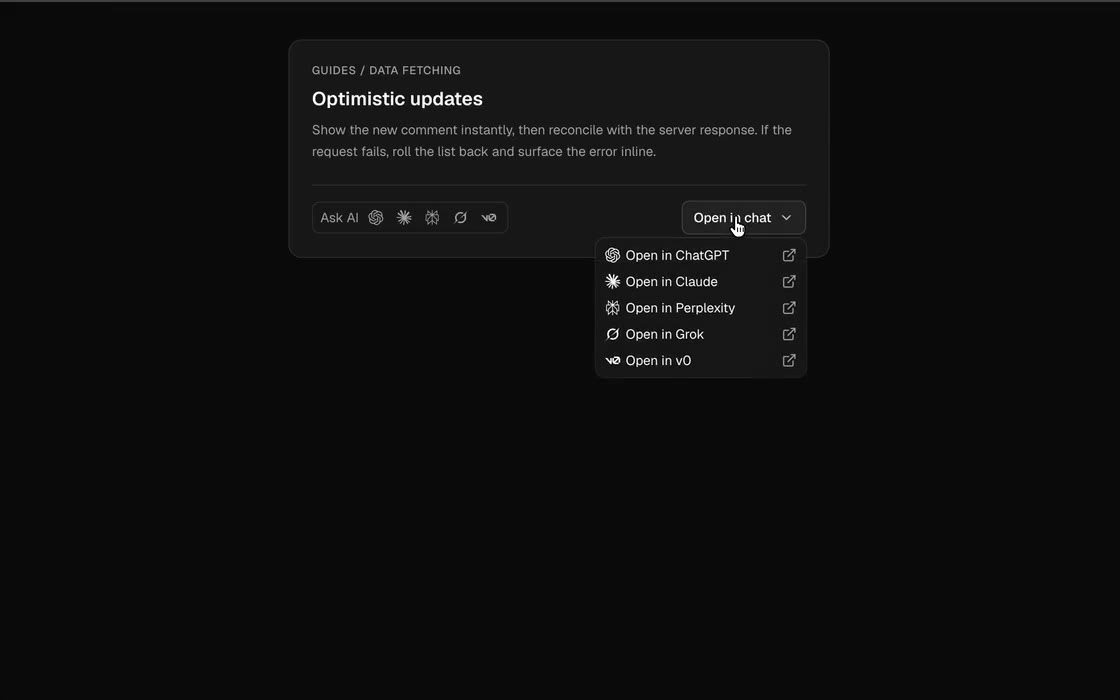 GUIDES / DATA FETCHING
Optimistic updates
Show the new comment instantly, then reconcile with the server response. If the
request fails, roll the list back and surface the error inline.
Ask AI
Open in chat
Open in ChatGPT
Open in Claude
Open in Perplexity
Open in Grok
Open in v0